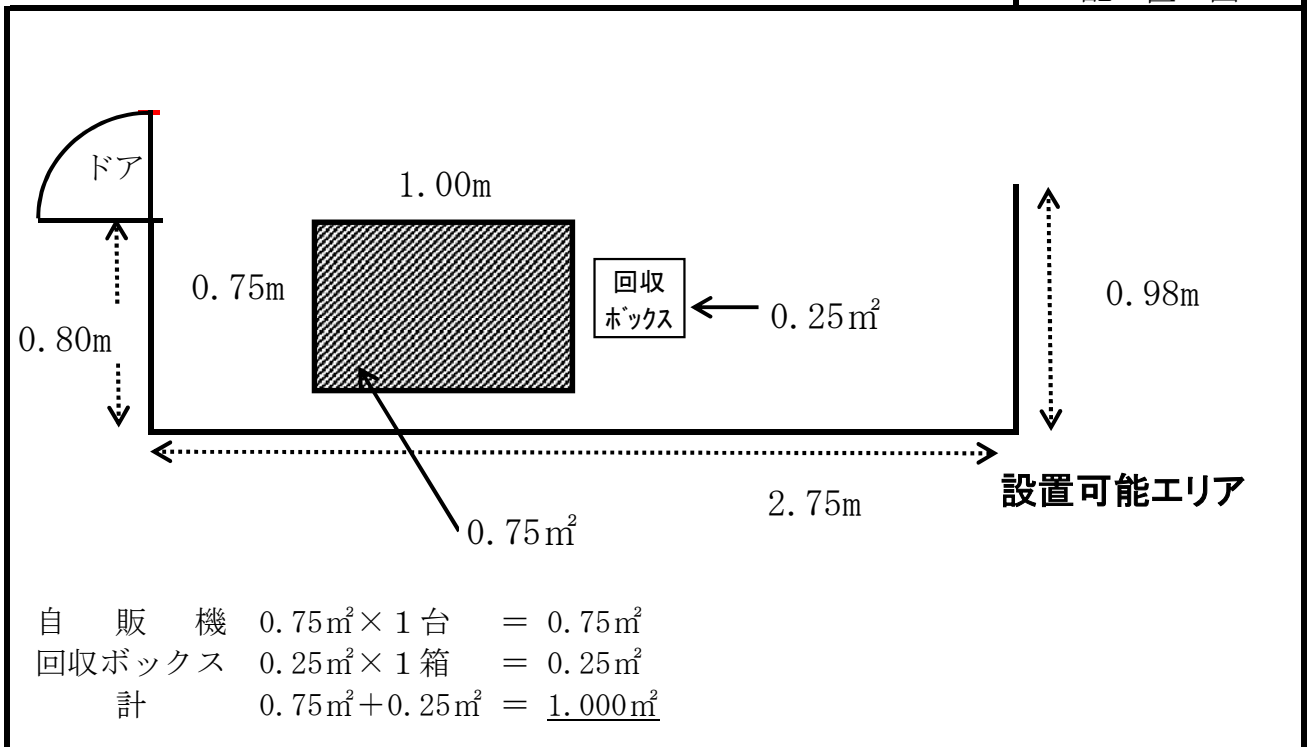 ドア
1.00m
0.75m
回収
ボックス
0.25㎡
0.98m
0.80m
2.75m
設置可能エリア
0.75㎡
自 販 機 0.75㎡×1台 = 0.75㎡
回収ボックス 0.25㎡×1箱 = 0.25㎡
計 0.75㎡+0.25㎡ = 1.000㎡